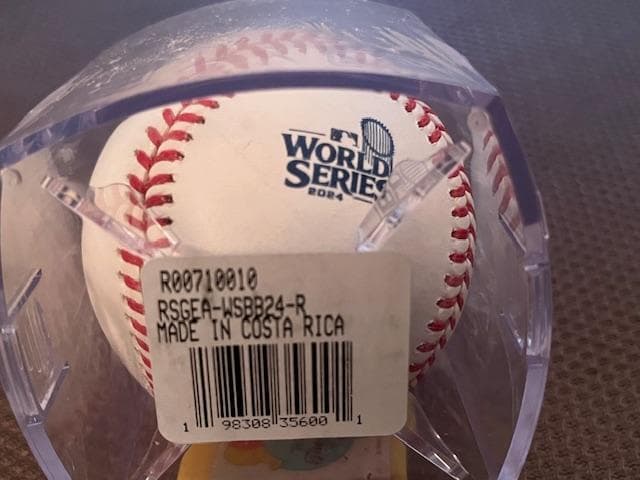 WORLD
SERIES
2024
R00710010
RSGEA-WSBB24-R
MADE IN COSTA RICA
1 98308 35600 1